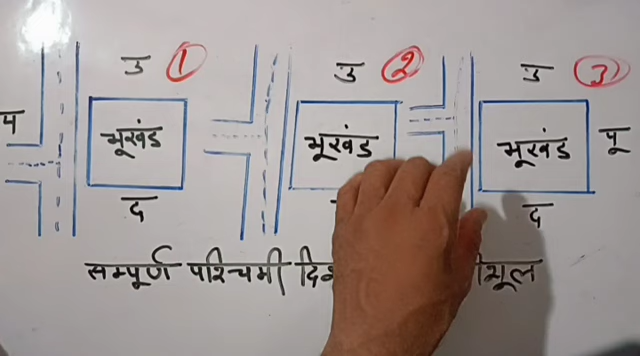 उ 1 उ 2 उ 3
प भूखंड भूखंड भूखंड पू
द द
सम्पूर्ण पश्चिमी